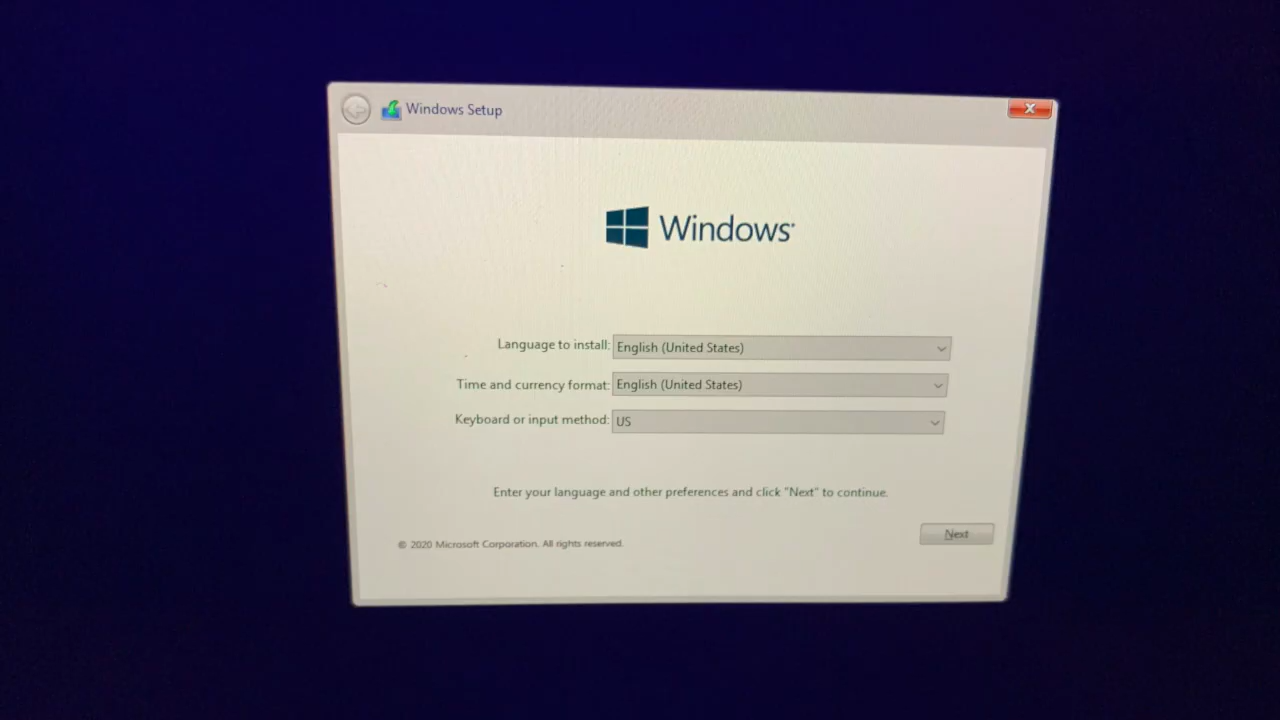 Windows Setup
Windows
Language to install: English (United States)
Time and currency format: English (United States)
Keyboard or input method: US
Enter your language and other preferences and click "Next" to continue.
© 2020 Microsoft Corporation. All rights reserved.
Next